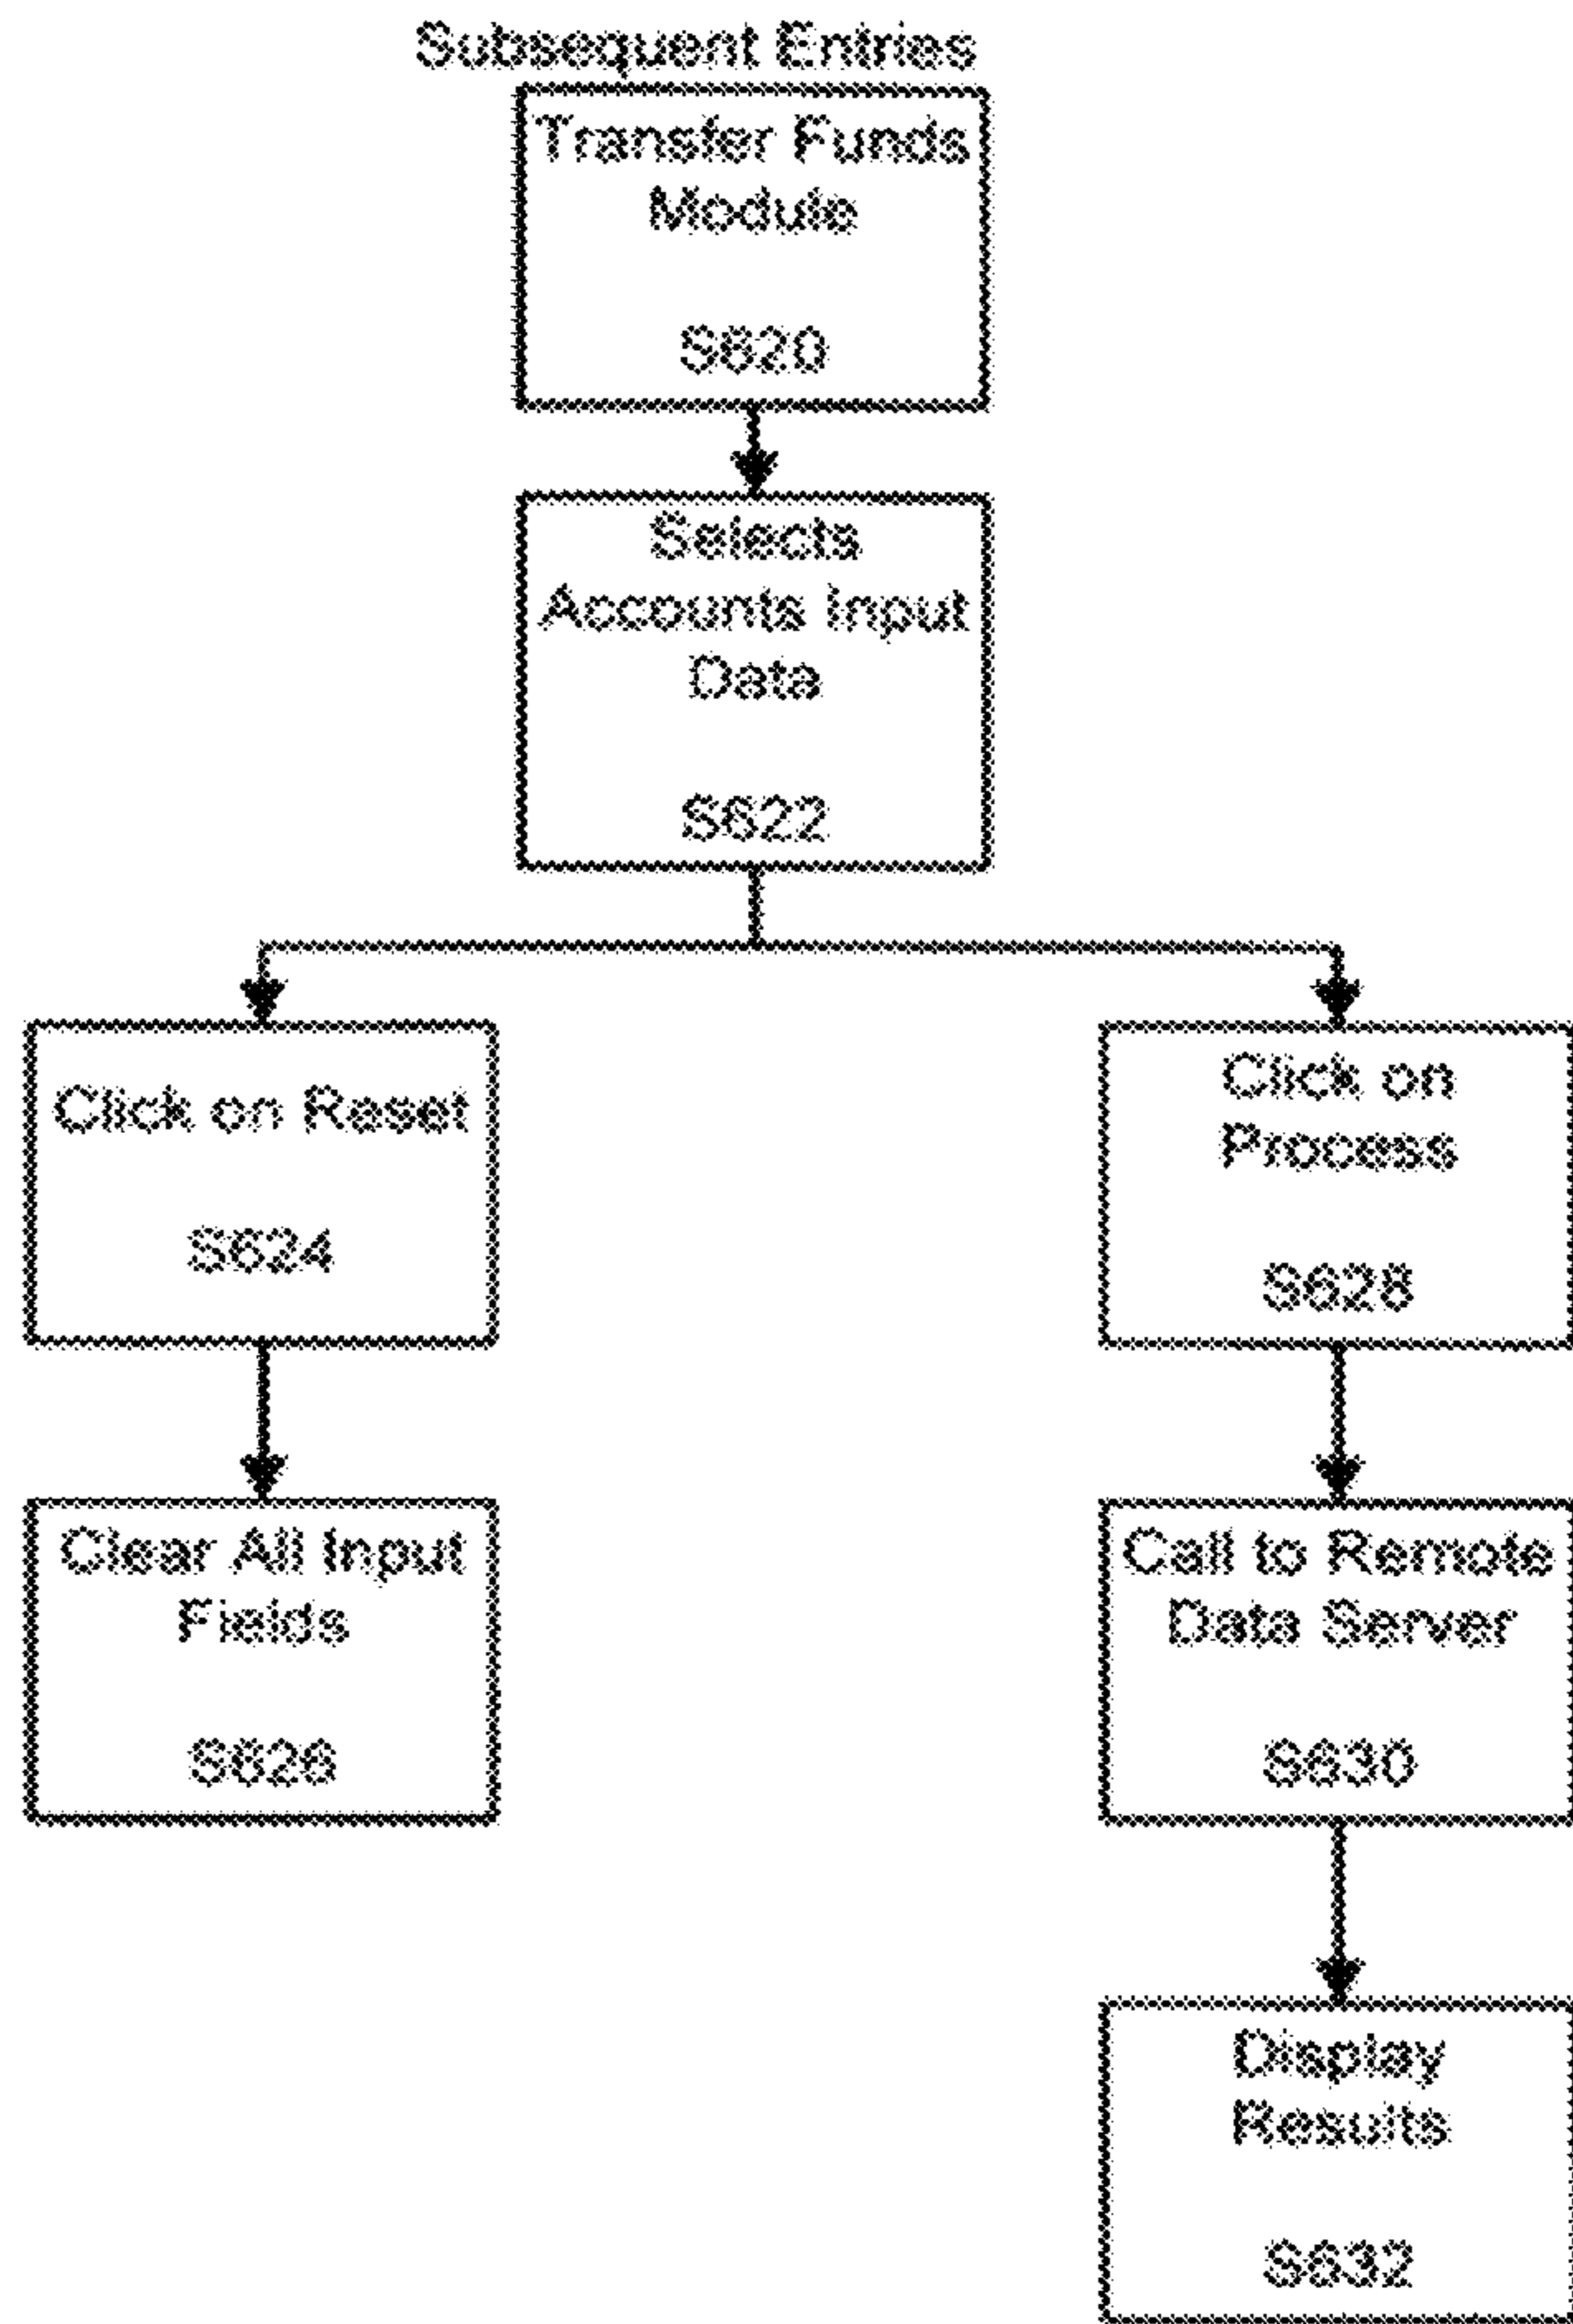 Subsequent Entries
Transfer Funds
Module
S620
Selects
Accounts Input
Data
S622
Click on Reset
S624
Click on
Process
S628
Clear All Input
Fields
S626
Call to Remote
Data Server
S630
Display
Results
S632